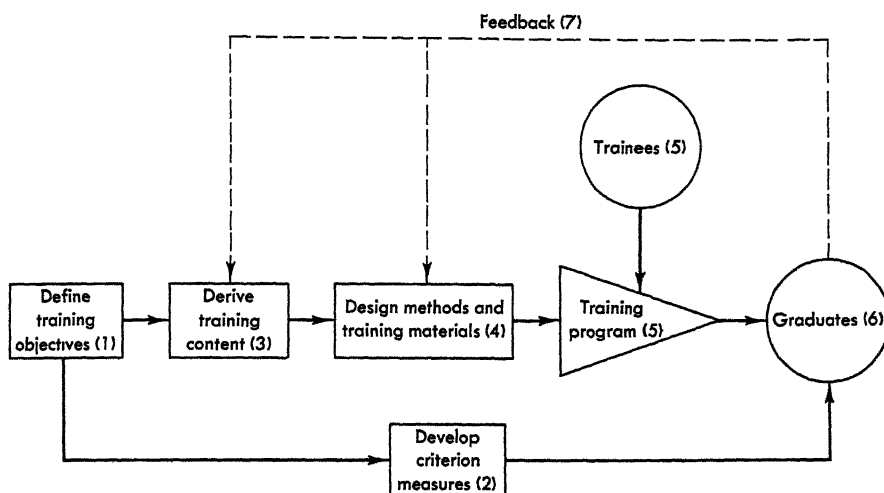 Feedback (7)
Trainees (5)
Define
training
objectives (1)
Derive
training
content (3)
Design methods and
training materials (4)
Training
program (5)
Graduates (6)
Develop
criterion
measures (2)